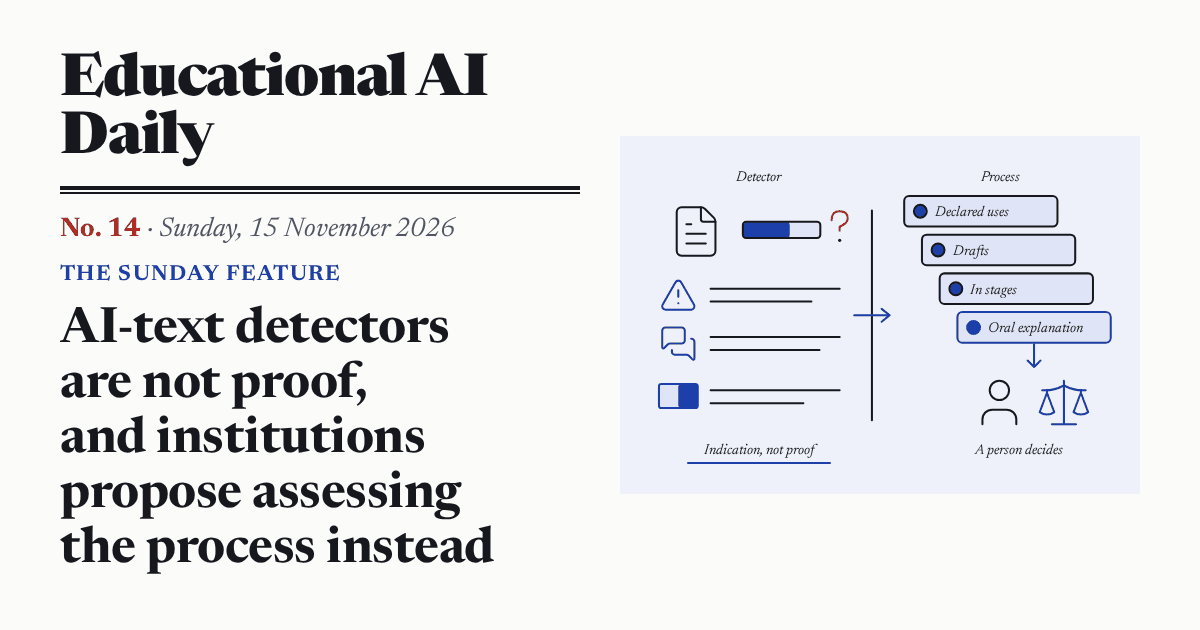 Educational AI
Daily
No. 14 · Sunday, 15 November 2026
THE SUNDAY FEATURE
AI-text detectors
are not proof,
and institutions
propose assessing
the process instead
Detector
?
Indication, not proof
Process
Declared uses
Drafts
In stages
Oral explanation
A person decides